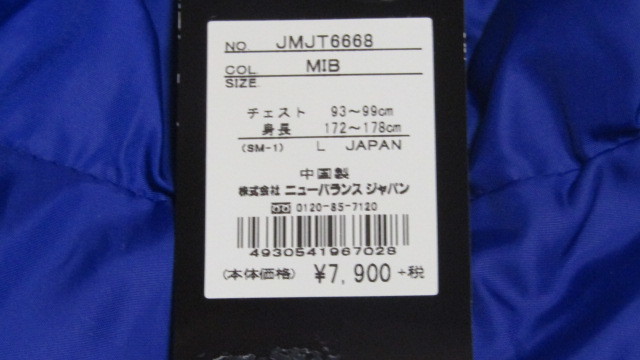 NO. JMJT6668
COL. MIB
SIZE
チェスト 93～99cm
身長 172～178cm
(SM-1) L JAPAN
中国製
株式会社 ニューバランス ジャパン
0120-85-7120
4930541967028
(本体価格) ¥7,900 +税